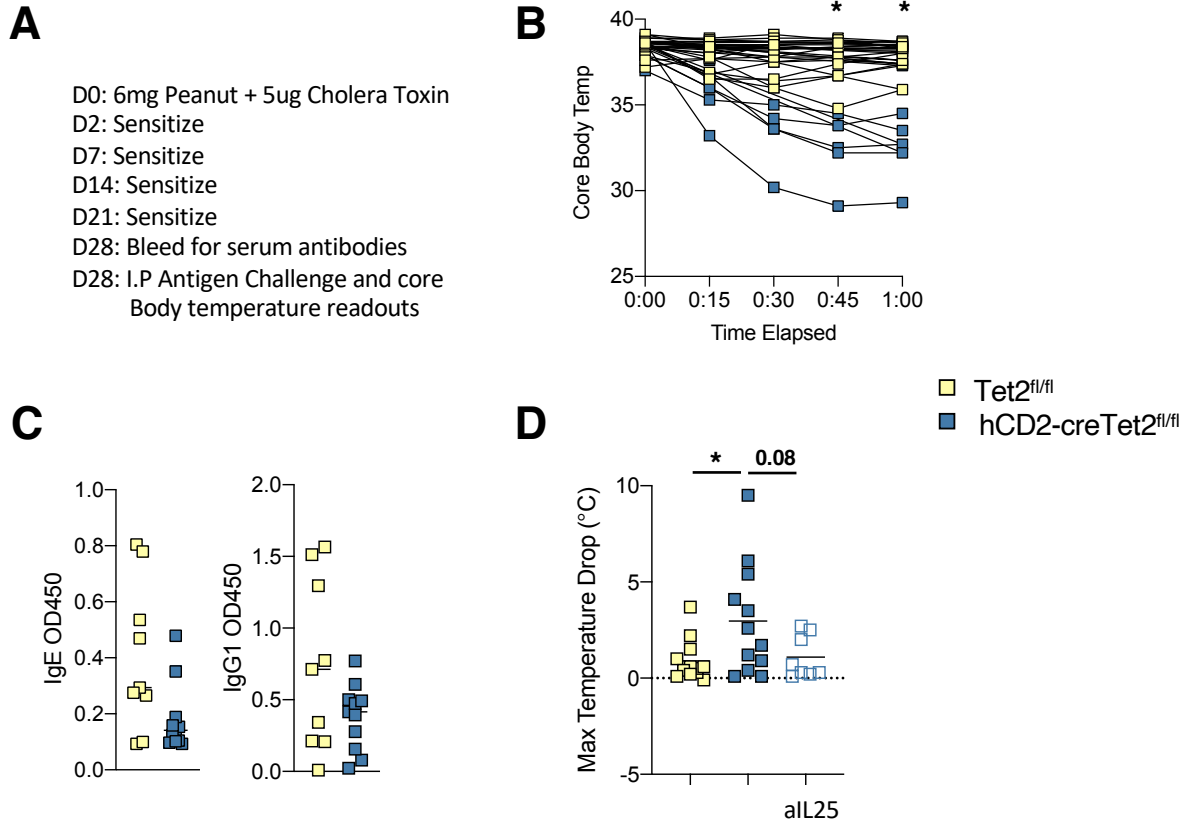 A
D0: 6mg Peanut + 5ug Cholera Toxin
D2: Sensitize
D7: Sensitize
D14: Sensitize
D21: Sensitize
D28: Bleed for serum antibodies
D28: I.P Antigen Challenge and core
Body temperature readouts
B
* *
40
35
30
25
Core Body Temp
0:00 0:15 0:30 0:45 1:00
Time Elapsed
Tet2fl/fl
hCD2-creTet2fl/fl
C
1.0
0.8
0.6
0.4
0.2
0.0
IgE OD450
2.0
1.5
1.0
0.5
0.0
IgG1 OD450
D
* 0.08
10
5
0
-5
Max Temperature Drop (°C)
aIL25